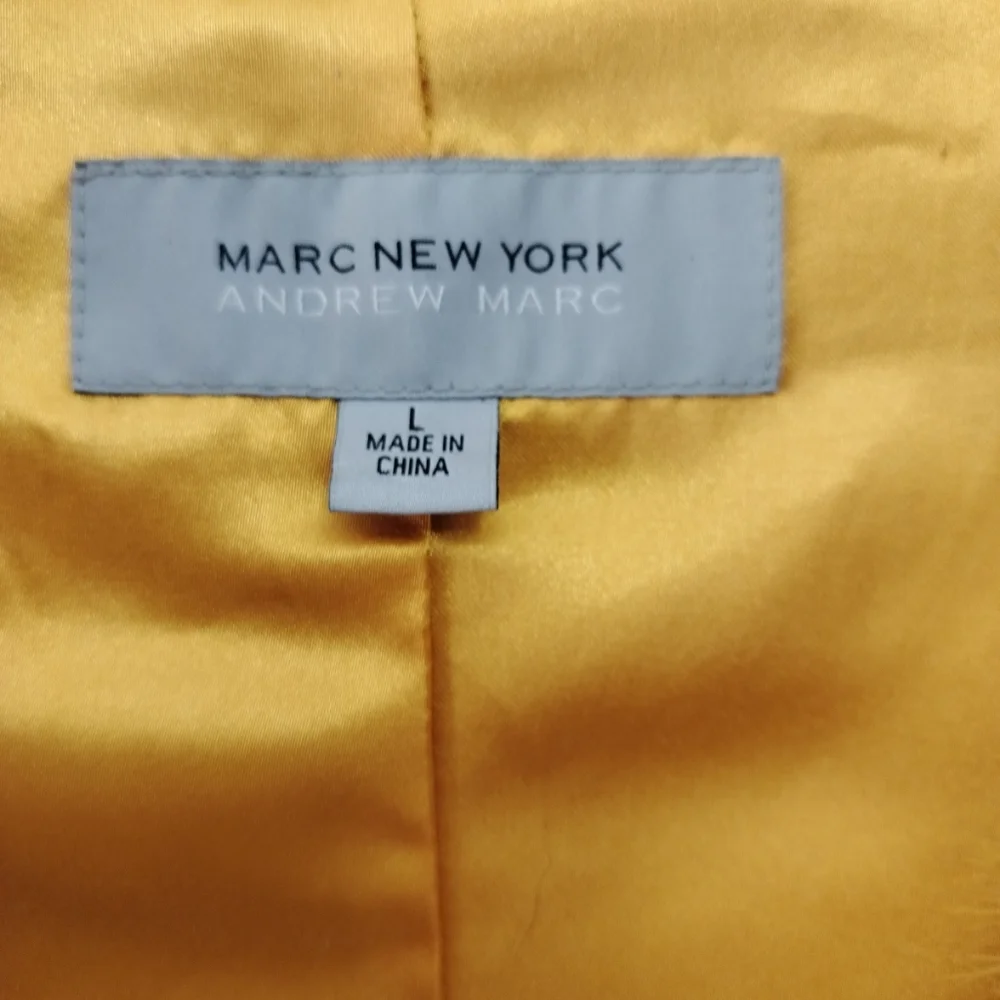 MARC NEW YORK
ANDREW MARC
L
MADE IN
CHINA